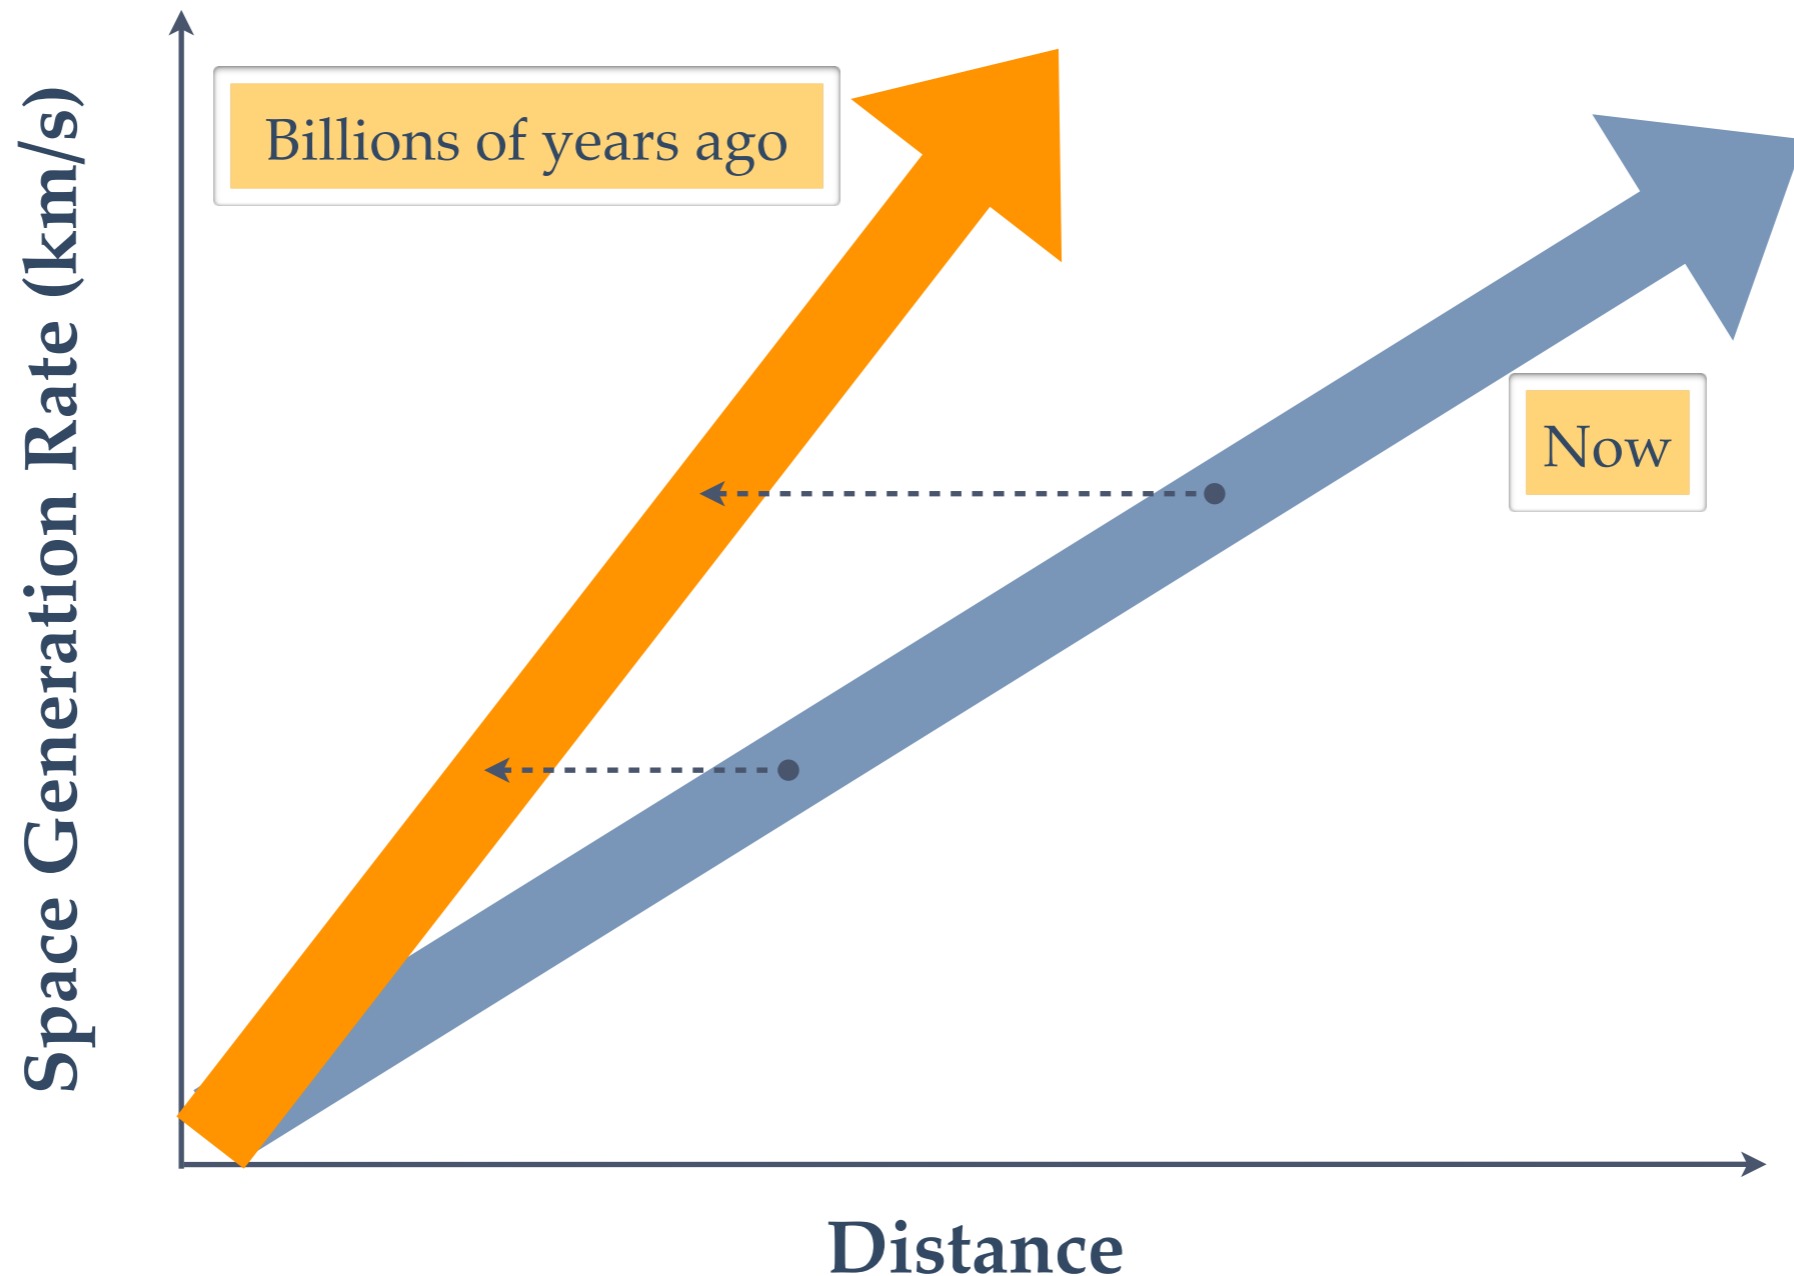 Space Generation Rate (km/s)
Billions of years ago
Now
Distance